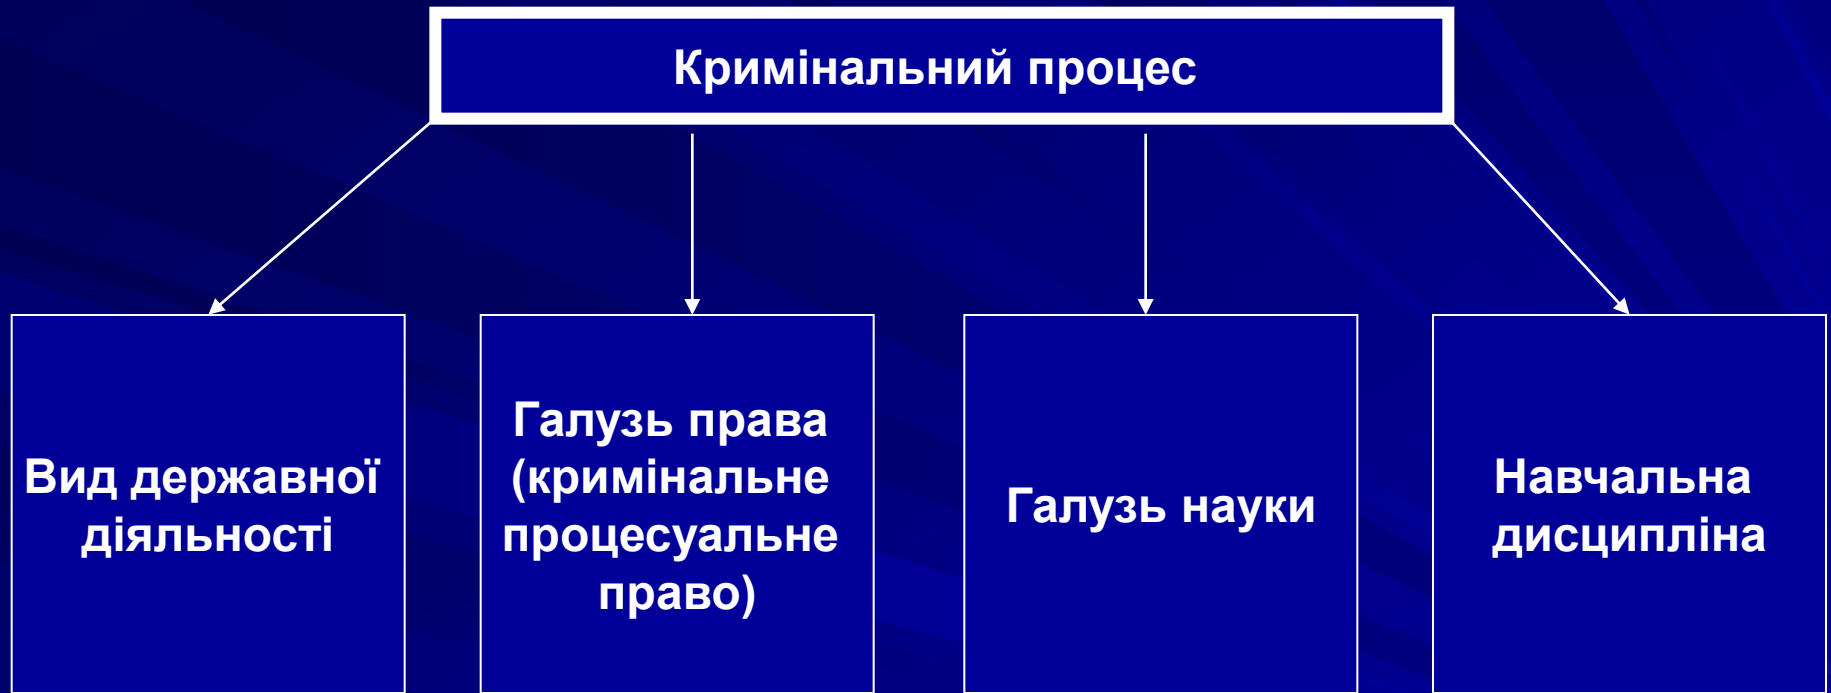 Кримінальний процес
Вид державної
діяльності
Галузь права
(кримінальне
процесуальне
право)
Галузь науки
Навчальна
дисципліна